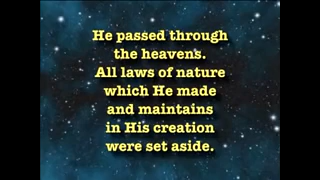 He passed through
the heavens.
All laws of nature
which He made
and maintains
in His creation
were set aside.